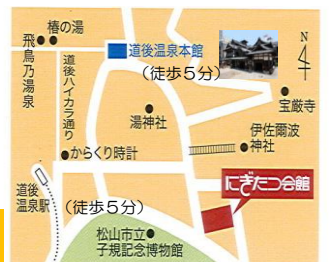 椿の湯
飛鳥乃湯泉
道後ハイカラ通り
道後温泉本館
(徒歩5分)
N
4
湯神社
宝厳寺
伊佐爾波
神社
からくり時計
にぎたつ会館
道後
温泉駅
(徒歩5分)
松山市立
子規記念博物館